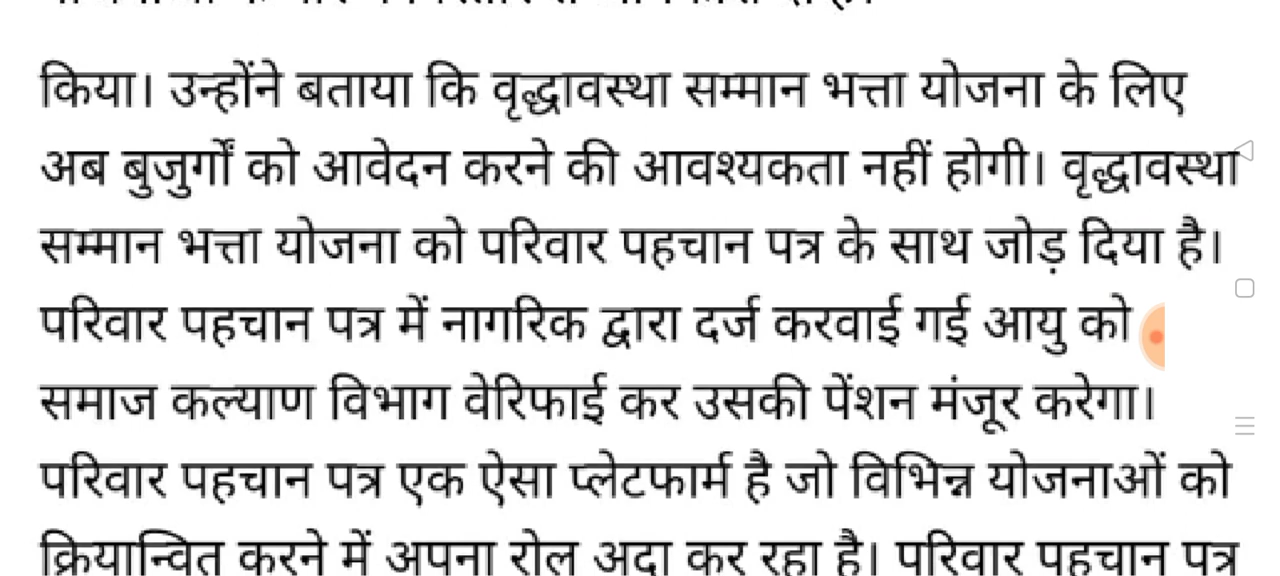 किया। उन्होंने बताया कि वृद्धावस्था सम्मान भत्ता योजना के लिए
अब बुजुर्गों को आवेदन करने की आवश्यकता नहीं होगी। वृद्धावस्था
सम्मान भत्ता योजना को परिवार पहचान पत्र के साथ जोड़ दिया है।
परिवार पहचान पत्र में नागरिक द्वारा दर्ज करवाई गई आयु को
समाज कल्याण विभाग वेरिफाई कर उसकी पेंशन मंजूर करेगा।
परिवार पहचान पत्र एक ऐसा प्लेटफार्म है जो विभिन्न योजनाओं को
क्रियान्वित करने में अपना रोल अदा कर रहा है। परिवार पहचान पत्र